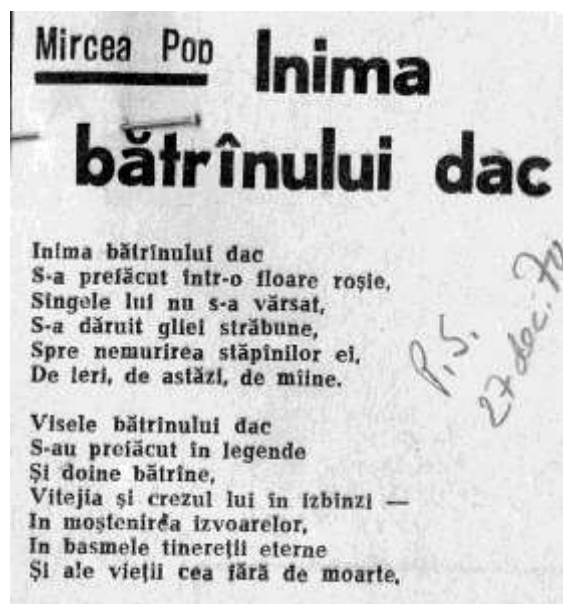 Mircea Pop
Inima
bătrînului dac
Inima bătrînului dac
S-a prefăcut într-o floare roșie,
Sîngele lui nu s-a vărsat,
S-a dăruit gliei străbune,
Spre nemurirea stăpînilor ei,
De ieri, de astăzi, de mîine.
Visele bătrînului dac
S-au prefăcut în legende
Și doine bătrîne,
Vitejia și crezul lui în izbînzi —
In moștenirea izvoarelor,
In basmele tinereții eterne
Și ale vieții cea fără de moarte.
P.S.
27 dec. 70